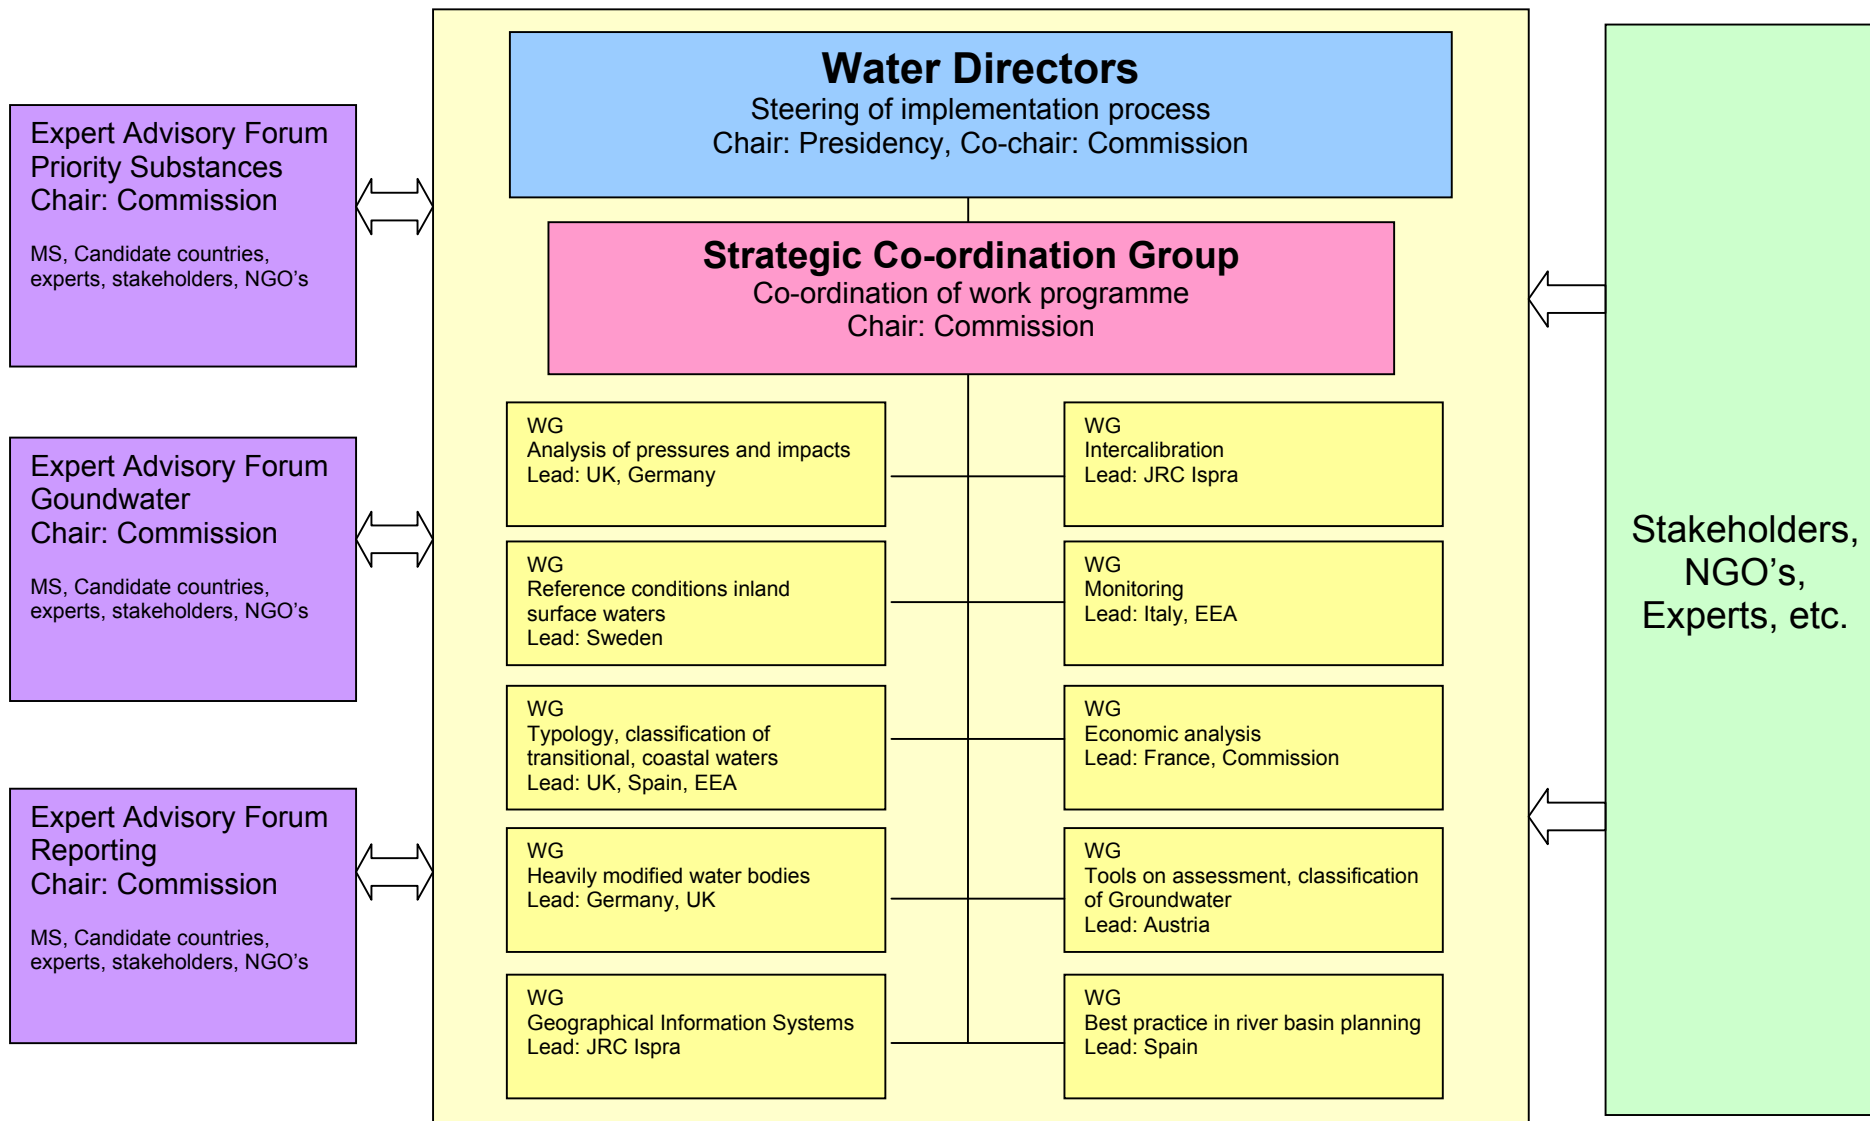 Water Directors
Steering of implementation process
Chair: Presidency, Co-chair: Commission
Strategic Co-ordination Group
Co-ordination of work programme
Chair: Commission
Expert Advisory Forum
Priority Substances
Chair: Commission
MS, Candidate countries,
experts, stakeholders, NGO’s
Expert Advisory Forum
Goundwater
Chair: Commission
MS, Candidate countries,
experts, stakeholders, NGO’s
Expert Advisory Forum
Reporting
Chair: Commission
MS, Candidate countries,
experts, stakeholders, NGO’s
WG
Analysis of pressures and impacts
Lead: UK, Germany
WG
Intercalibration
Lead: JRC Ispra
WG
Reference conditions inland
surface waters
Lead: Sweden
WG
Monitoring
Lead: Italy, EEA
WG
Typology, classification of
transitional, coastal waters
Lead: UK, Spain, EEA
WG
Economic analysis
Lead: France, Commission
WG
Heavily modified water bodies
Lead: Germany, UK
WG
Tools on assessment, classification
of Groundwater
Lead: Austria
WG
Geographical Information Systems
Lead: JRC Ispra
WG
Best practice in river basin planning
Lead: Spain
Stakeholders,
NGO’s,
Experts, etc.